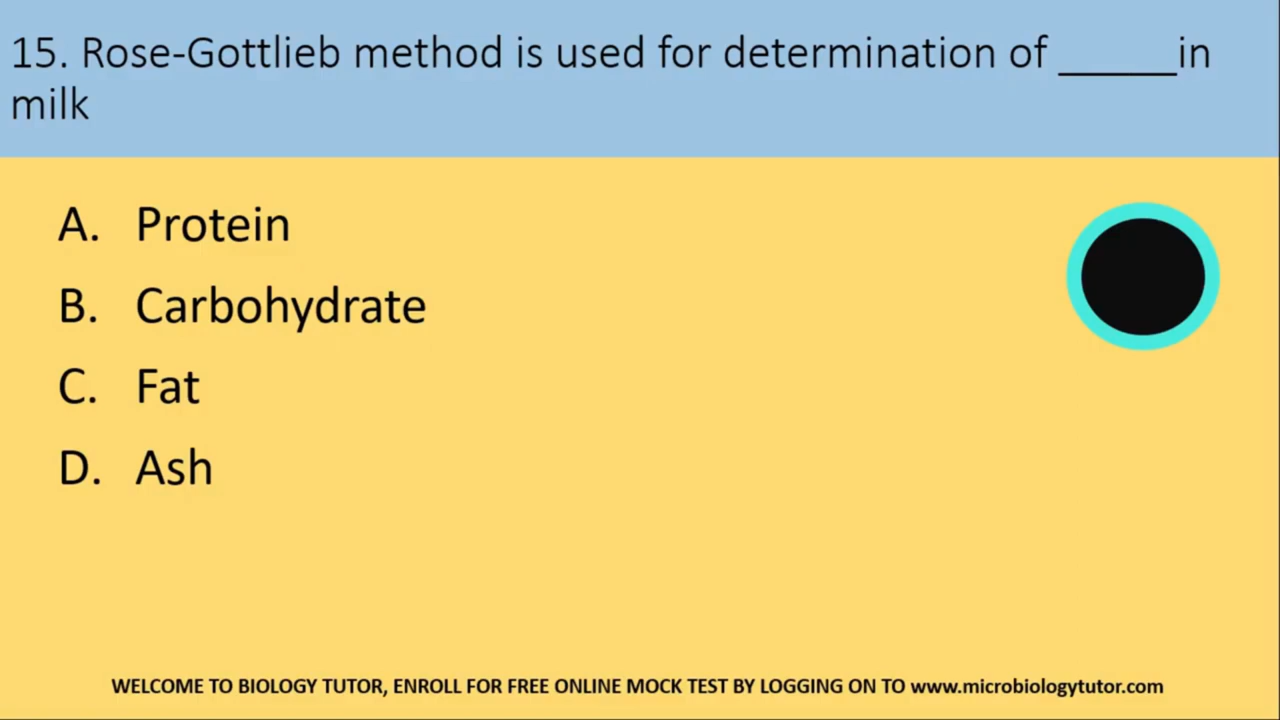 15. Rose-Gottlieb method is used for determination of ______in
milk
A. Protein
B. Carbohydrate
C. Fat
D. Ash
WELCOME TO BIOLOGY TUTOR, ENROLL FOR FREE ONLINE MOCK TEST BY LOGGING ON TO www.microbiologytutor.com